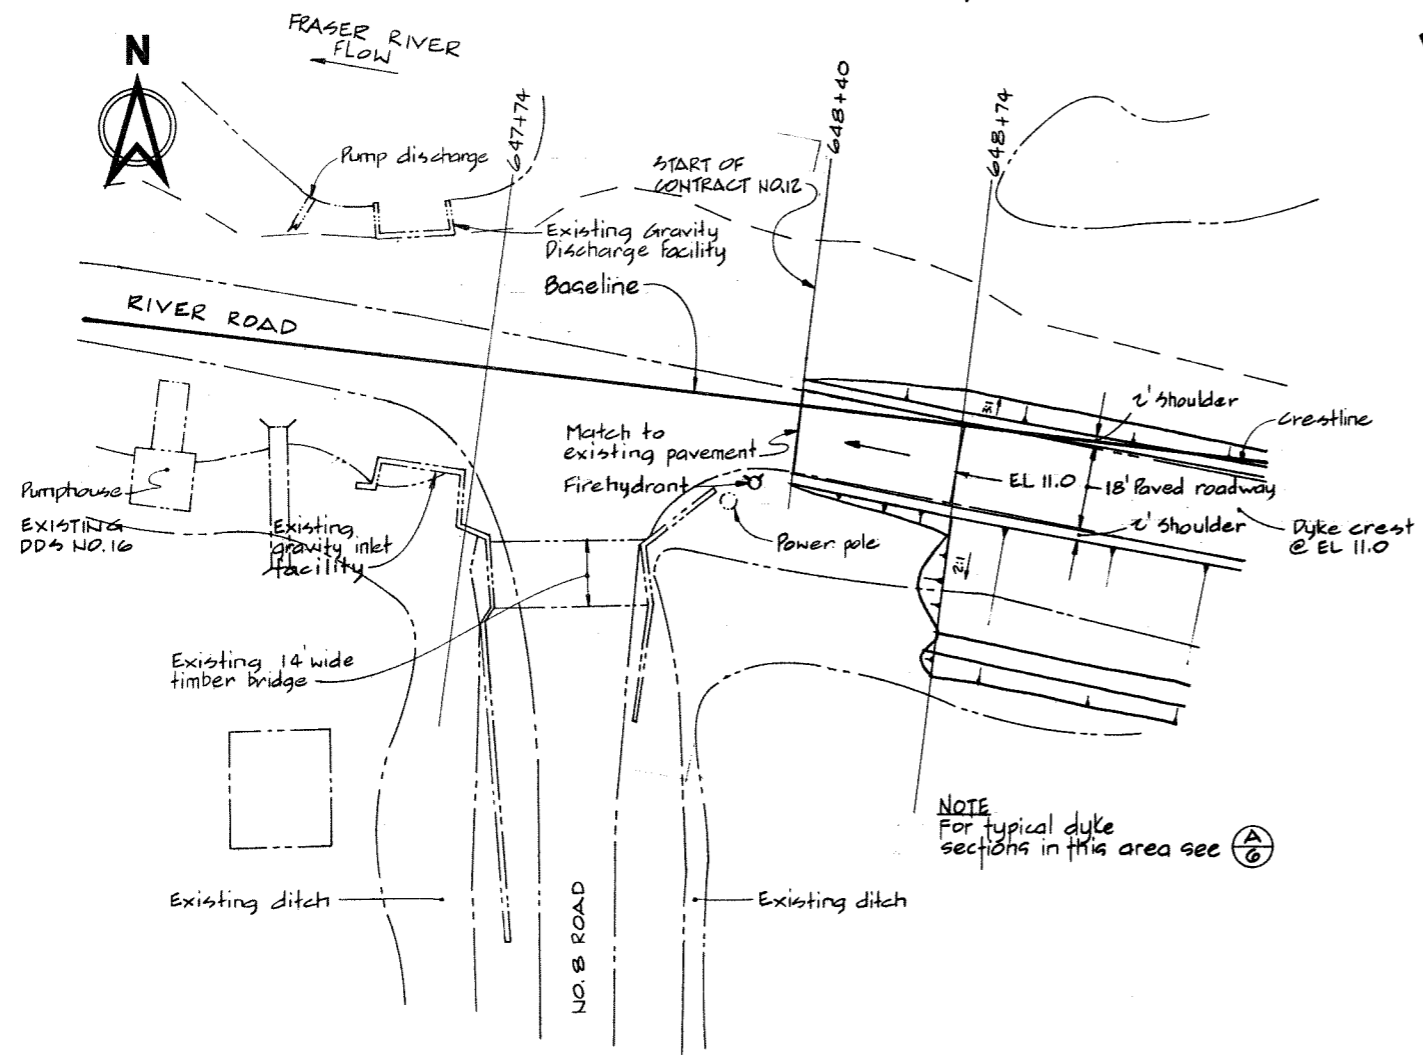 N
FRASER RIVER
FLOW
647+74
648+40
648+74
Pump discharge
START OF
CONTRACT NO.12
Existing Gravity
Discharge Facility
Baseline
RIVER ROAD
2' Shoulder
Crestline
3:1
Match to
existing pavement
EL 11.0
18' Paved roadway
Firehydrant
Pumphouse
EXISTING
DDS NO. 16
Existing
gravity inlet
facility
Power pole
2' Shoulder
Dyke crest
@ EL 11.0
2:1
Existing 14' wide
timber bridge
NOTE
For typical dyke
sections in this area see
A
6
Existing ditch
Existing ditch
NO. 8 ROAD